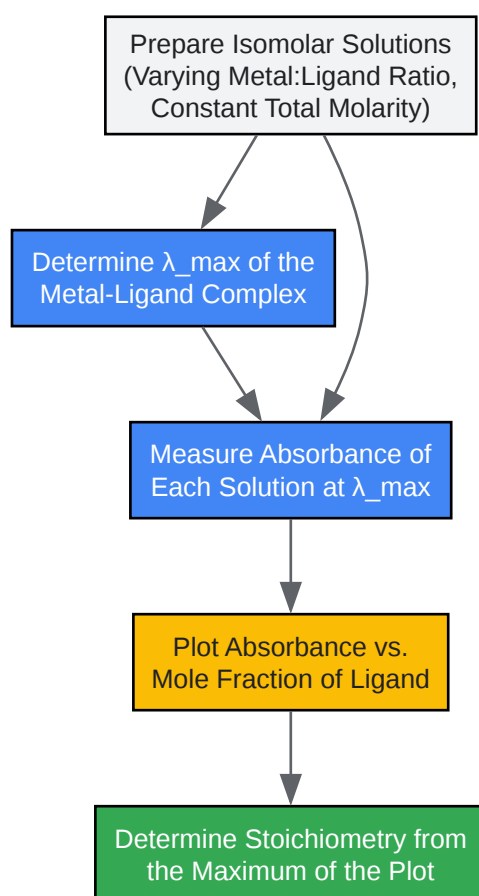 Prepare Isomolar Solutions
(Varying Metal:Ligand Ratio,
Constant Total Molarity)
Determine λ_max of the
Metal-Ligand Complex
Measure Absorbance of
Each Solution at λ_max
Plot Absorbance vs.
Mole Fraction of Ligand
Determine Stoichiometry from
the Maximum of the Plot